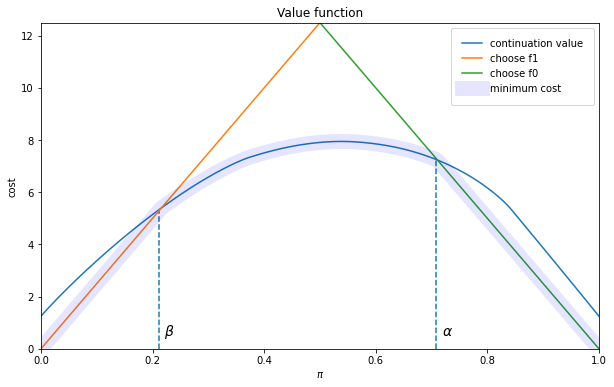 Value function
continuation value
choose f1
choose f0
minimum cost
cost
12
10
8
6
4
2
0
β
α
0.0 0.2 0.4 0.6 0.8 1.0
π